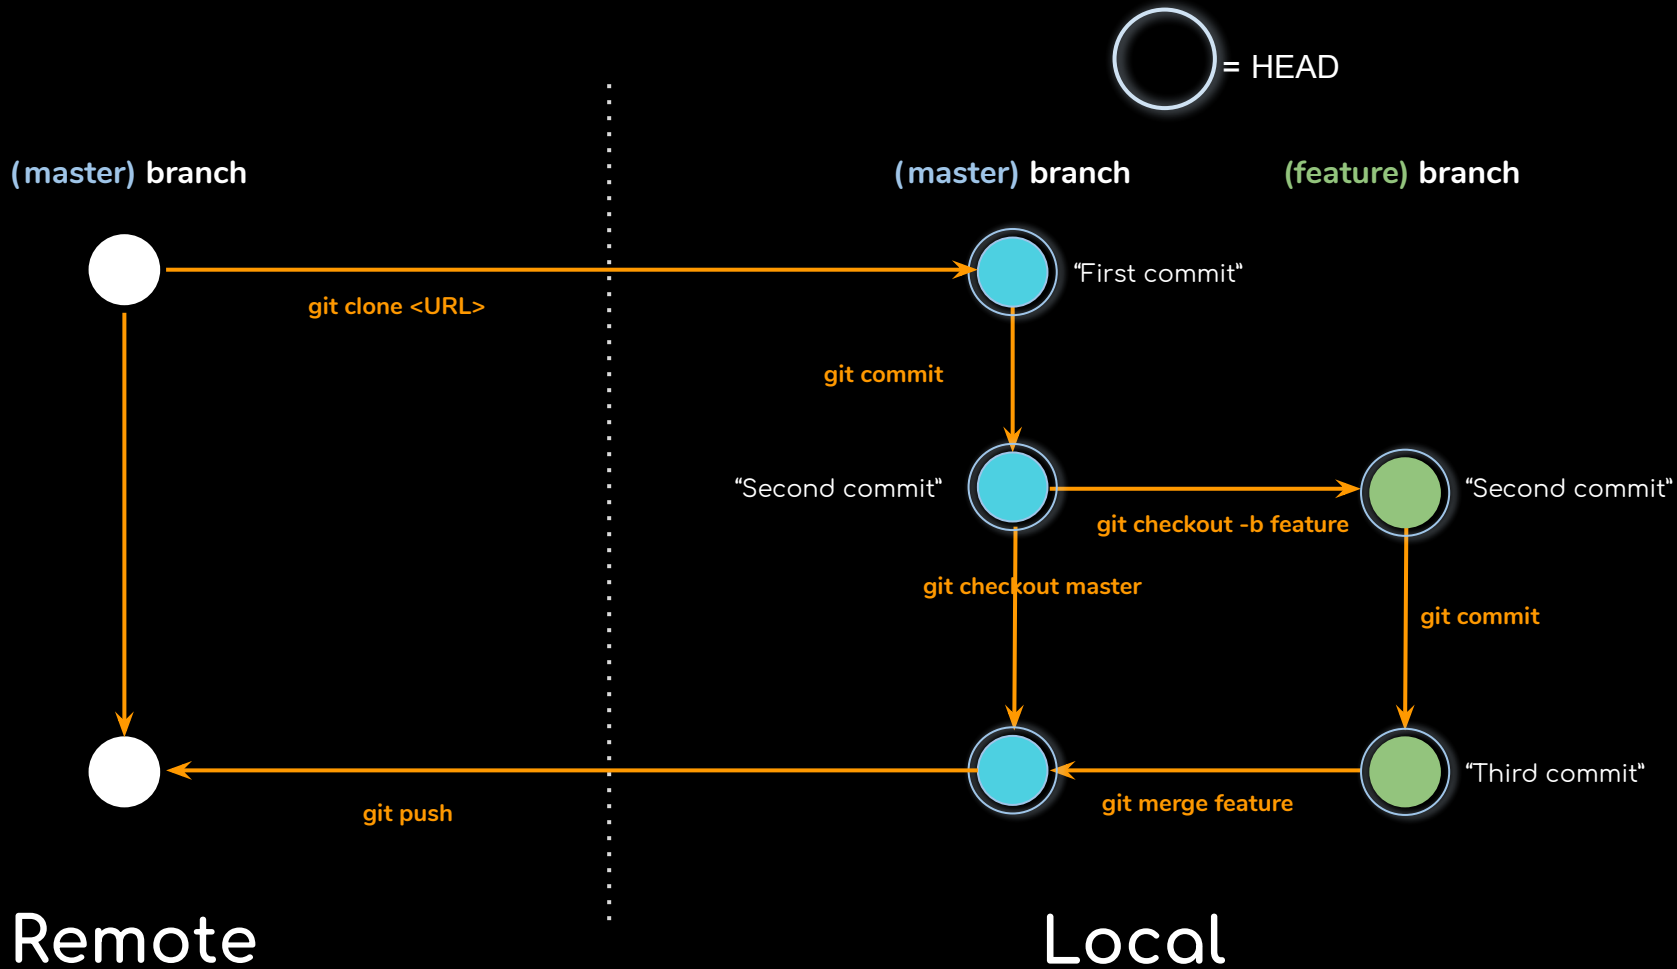 = HEAD
(master) branch
(master) branch
(feature) branch
“First commit”
git clone <URL>
git commit
“Second commit”
“Second commit”
git checkout -b feature
git checkout master
git commit
“Third commit”
git merge feature
git push
Remote
Local